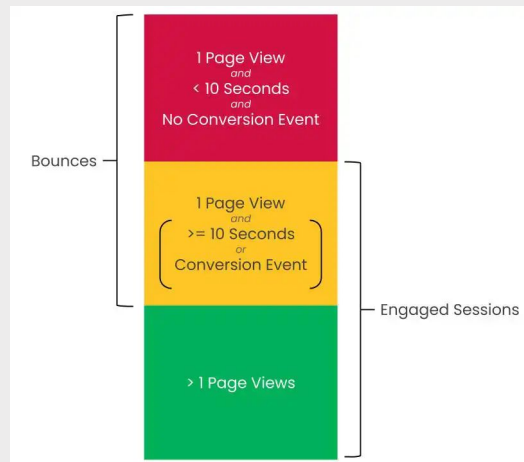 1 Page View
and
< 10 Seconds
and
No Conversion Event
Bounces
1 Page View
and
>= 10 Seconds
or
Conversion Event
Engaged Sessions
> 1 Page Views